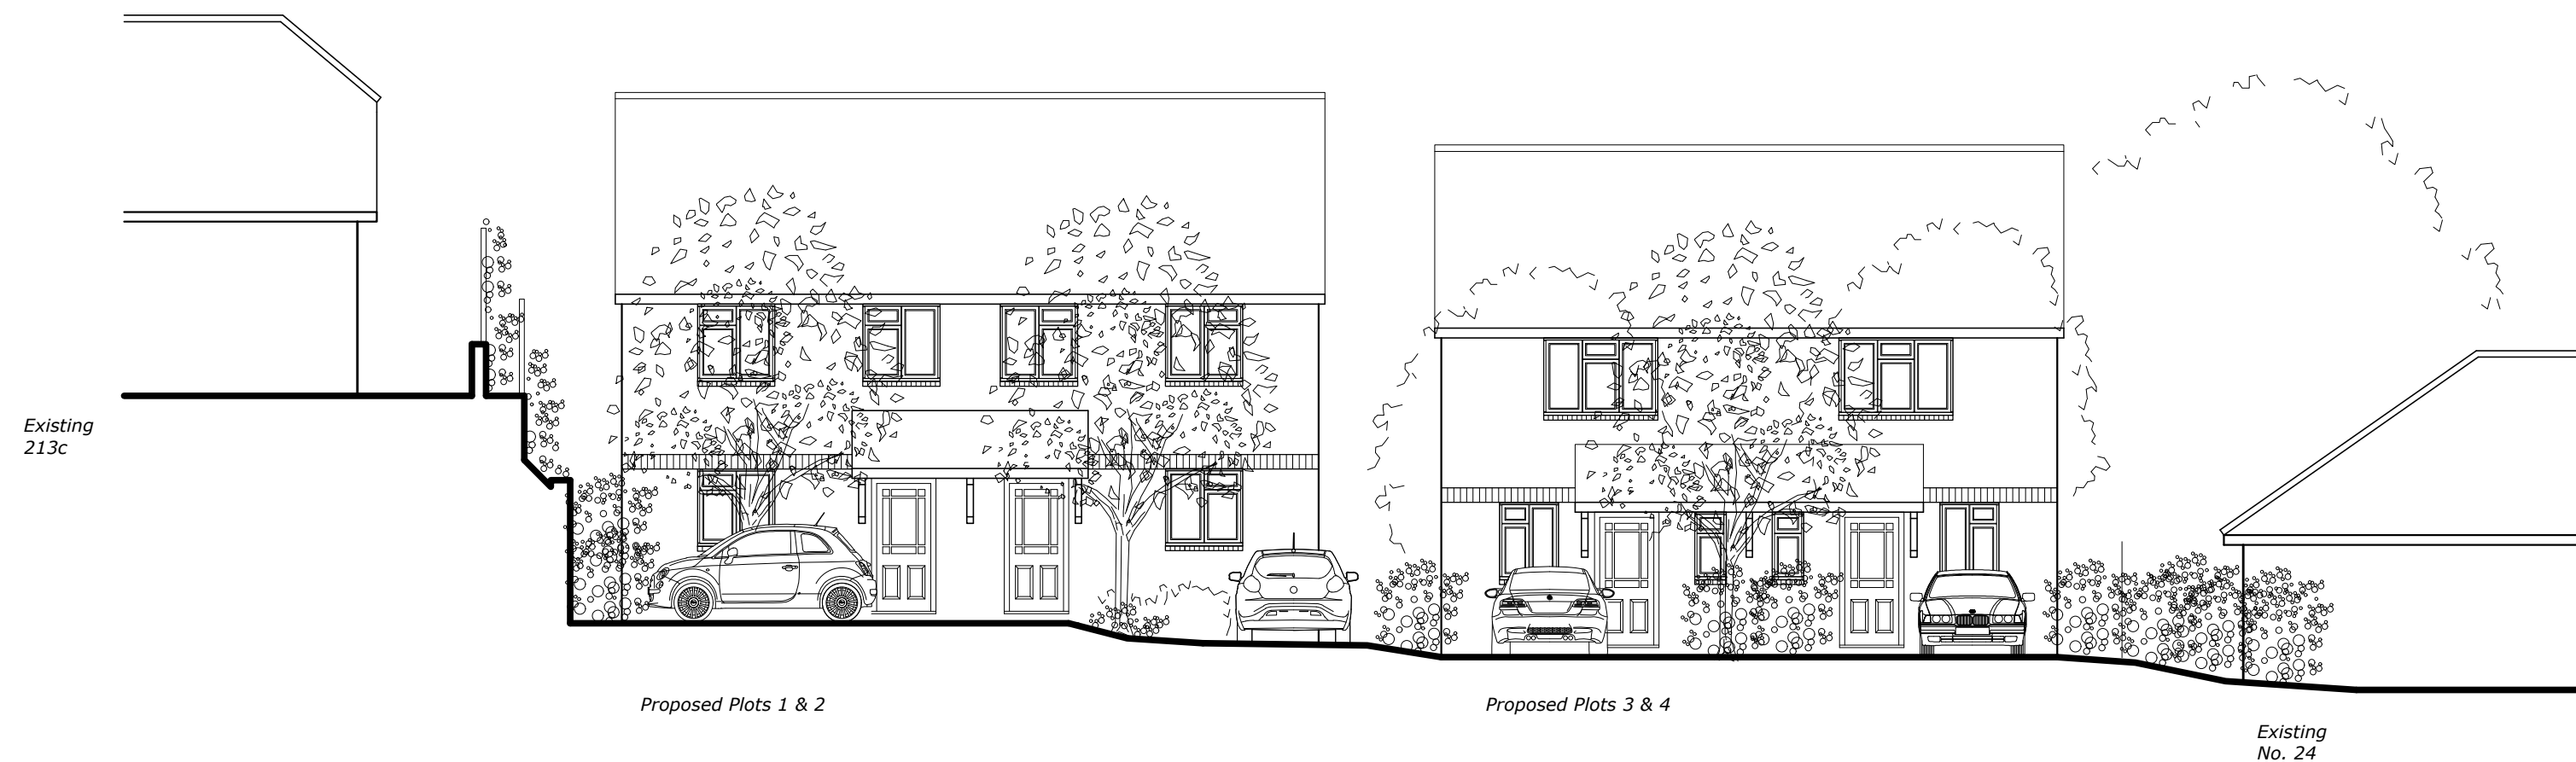 Existing
213c
Proposed Plots 1 & 2
Proposed Plots 3 & 4
Existing
No. 24